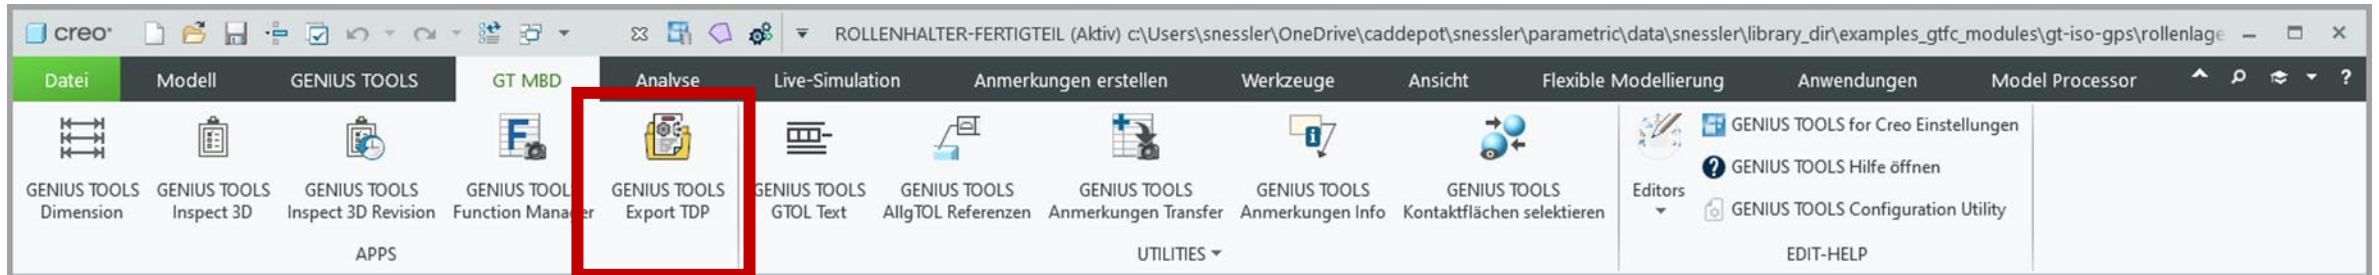 creo ROLLENHALTER-FERTIGTEIL (Aktiv) c:\Users\snessler\OneDrive\caddepot\snessler\parametric\data\snessler\library_dir\examples_gtfc_modules\gt-iso-gps\rollenlage
Datei Modell GENIUS TOOLS GT MBD Analyse Live-Simulation Anmerkungen erstellen Werkzeuge Ansicht Flexible Modellierung Anwendungen Model Processor ?
GENIUS TOOLS
Dimension
GENIUS TOOLS
Inspect 3D
GENIUS TOOLS
Inspect 3D Revision
GENIUS TOOLS
Function Manager
GENIUS TOOLS
Export TDP
APPS
GENIUS TOOLS
GTOL Text
GENIUS TOOLS
AllgTOL Referenzen
GENIUS TOOLS
Anmerkungen Transfer
GENIUS TOOLS
Anmerkungen Info
GENIUS TOOLS
Kontaktflächen selektieren
UTILITIES
Editors
GENIUS TOOLS for Creo Einstellungen
GENIUS TOOLS Hilfe öffnen
GENIUS TOOLS Configuration Utility
EDIT-HELP